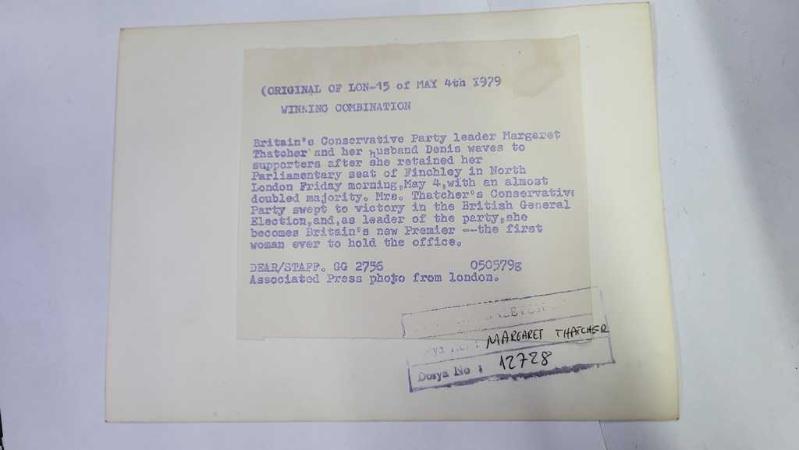 (ORIGINAL OF LON-15 of MAY 4th 1979
WINNING COMBINATION
Britain's Conservative Party leader Margaret
Thatcher and her husband Denis waves to
supporters after she retained her
Parliamentary seat of Finchley in North
London Friday morning,May 4,with an almost
doubled majority. Mrs. Thatcher's Conservative
Party swept to victory in the British General
Election,and,as leader of the party,she
becomes Britain's new Premier --the first
woman ever to hold the office.
DEAR/STAFF. GG 2756 050579g
Associated Press photo from london.
MARGARET THATCHER
Dosya No : 12728